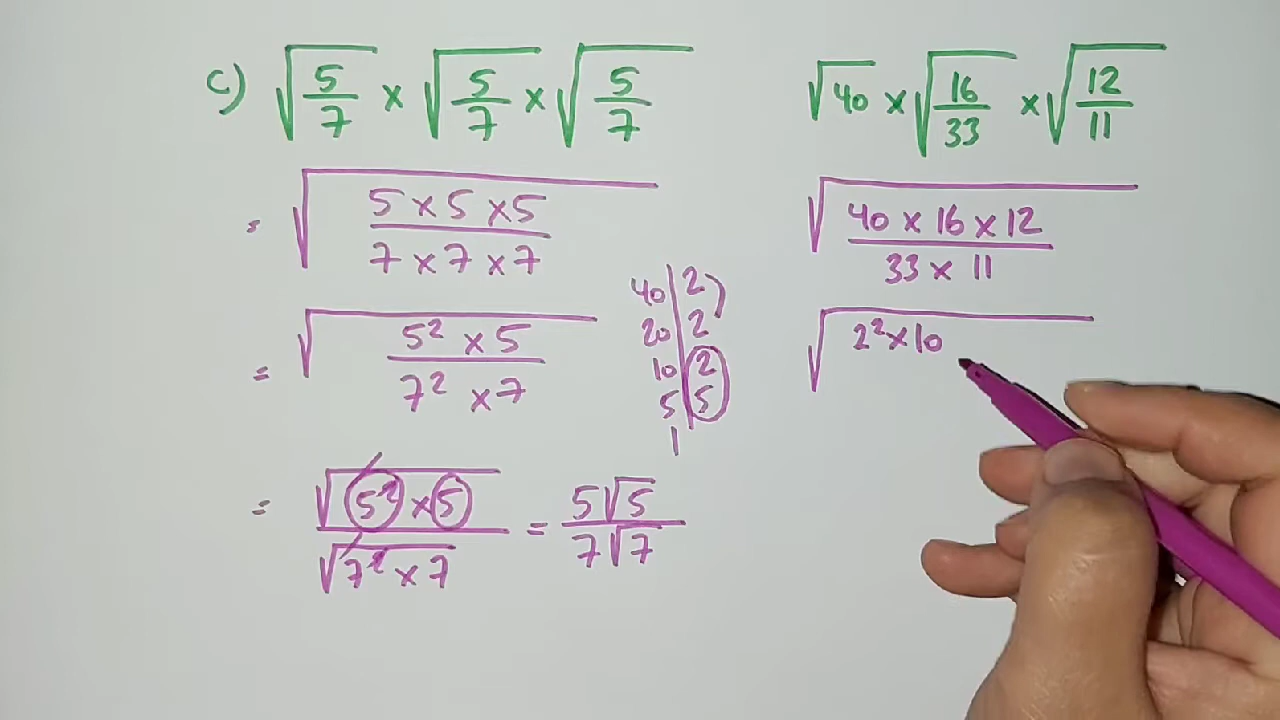 c) √(5/7) × √(5/7) × √(5/7)
= √((5 × 5 × 5)/(7 × 7 × 7))
= √((5² × 5)/(7² × 7))
= √(5² × 5)/√(7² × 7) = 5√5/7√7
40 | 2
20 | 2
10 | 2
5 | 5
1
√40 × √(16/33) × √(12/11)
√((40 × 16 × 12)/(33 × 11))
√(2² × 10